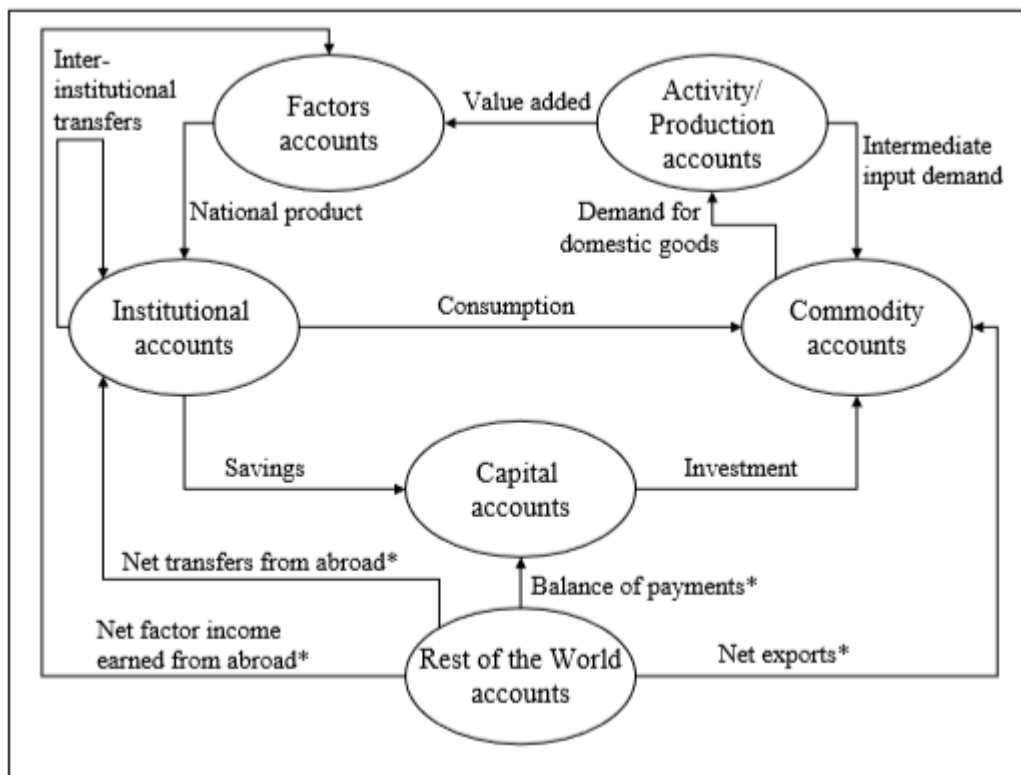 Inter-
institutional
transfers
Factors
accounts
Value added
Activity/
Production
accounts
Intermediate
input demand
National product
Demand for
domestic goods
Institutional
accounts
Consumption
Commodity
accounts
Savings
Capital
accounts
Investment
Net transfers from abroad*
Balance of payments*
Net factor income
earned from abroad*
Rest of the World
accounts
Net exports*